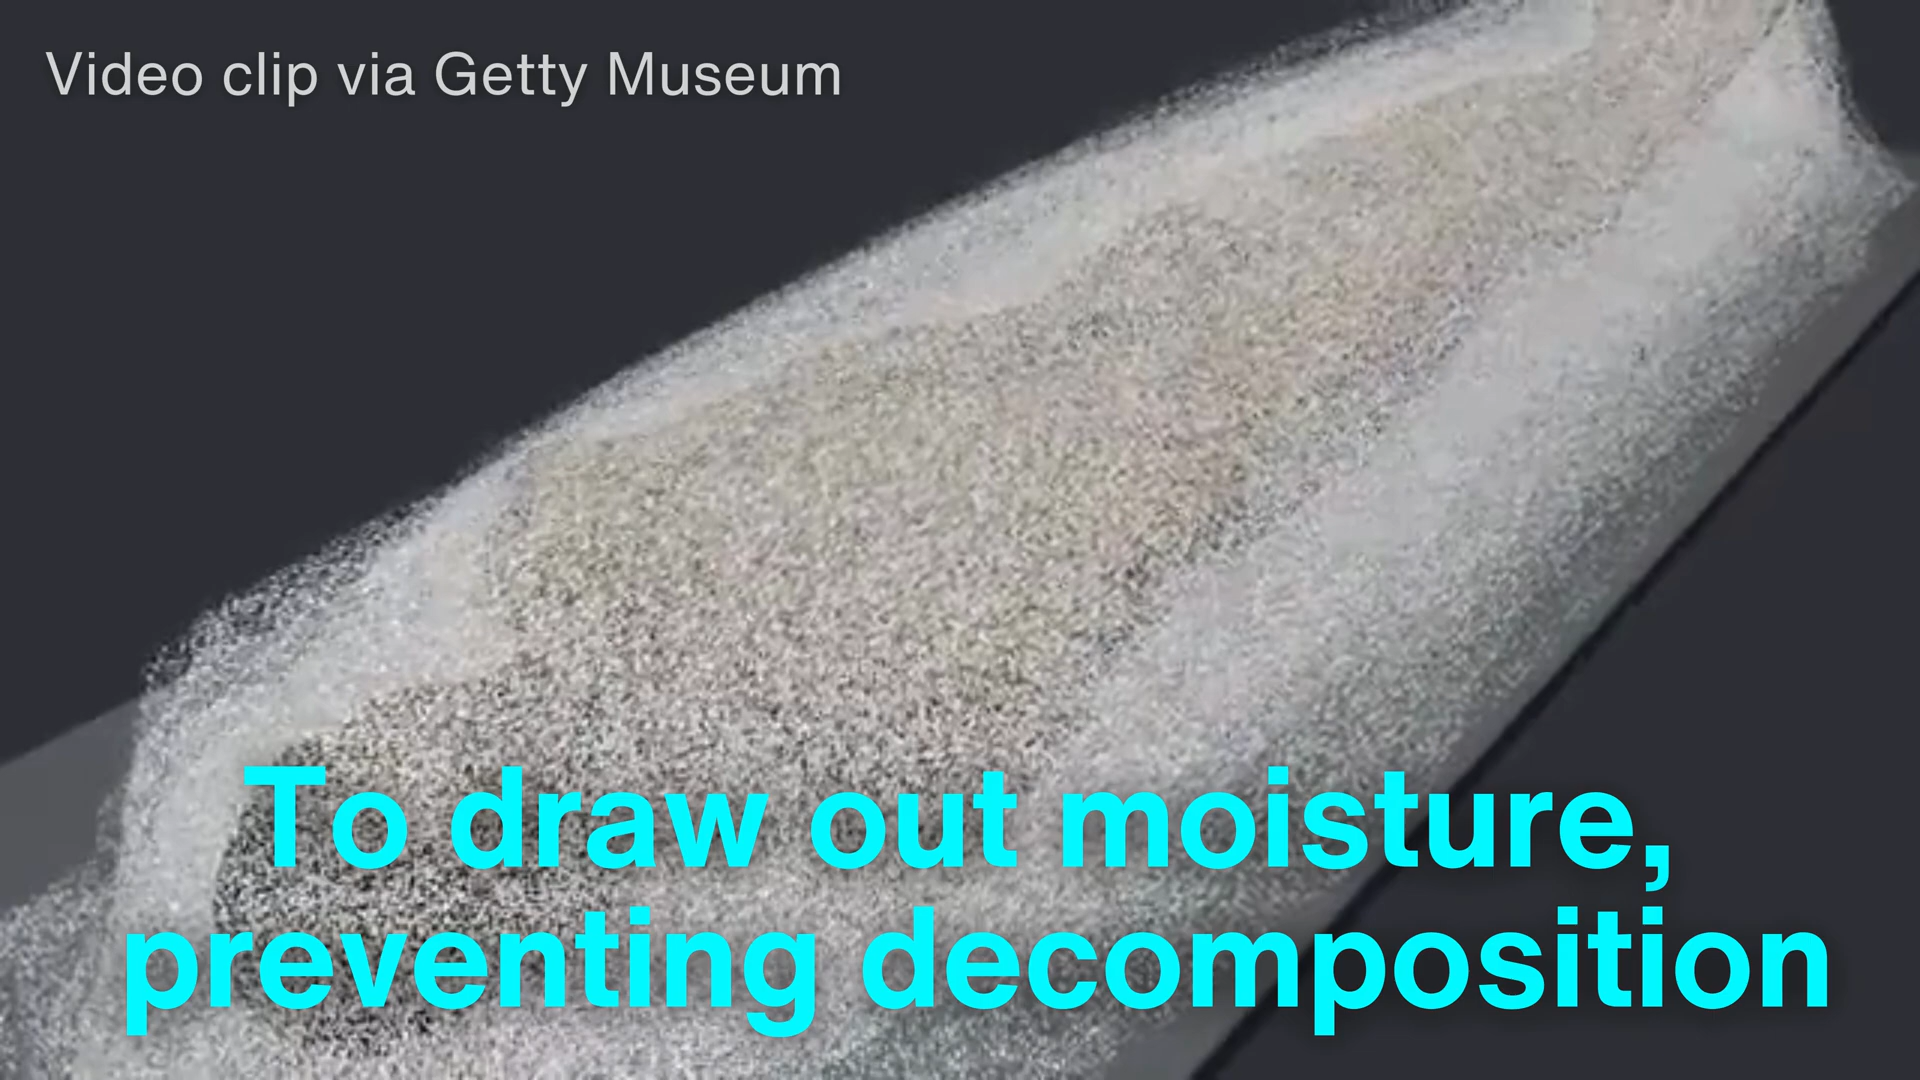 Video clip via Getty Museum
To draw out moisture,
preventing decomposition